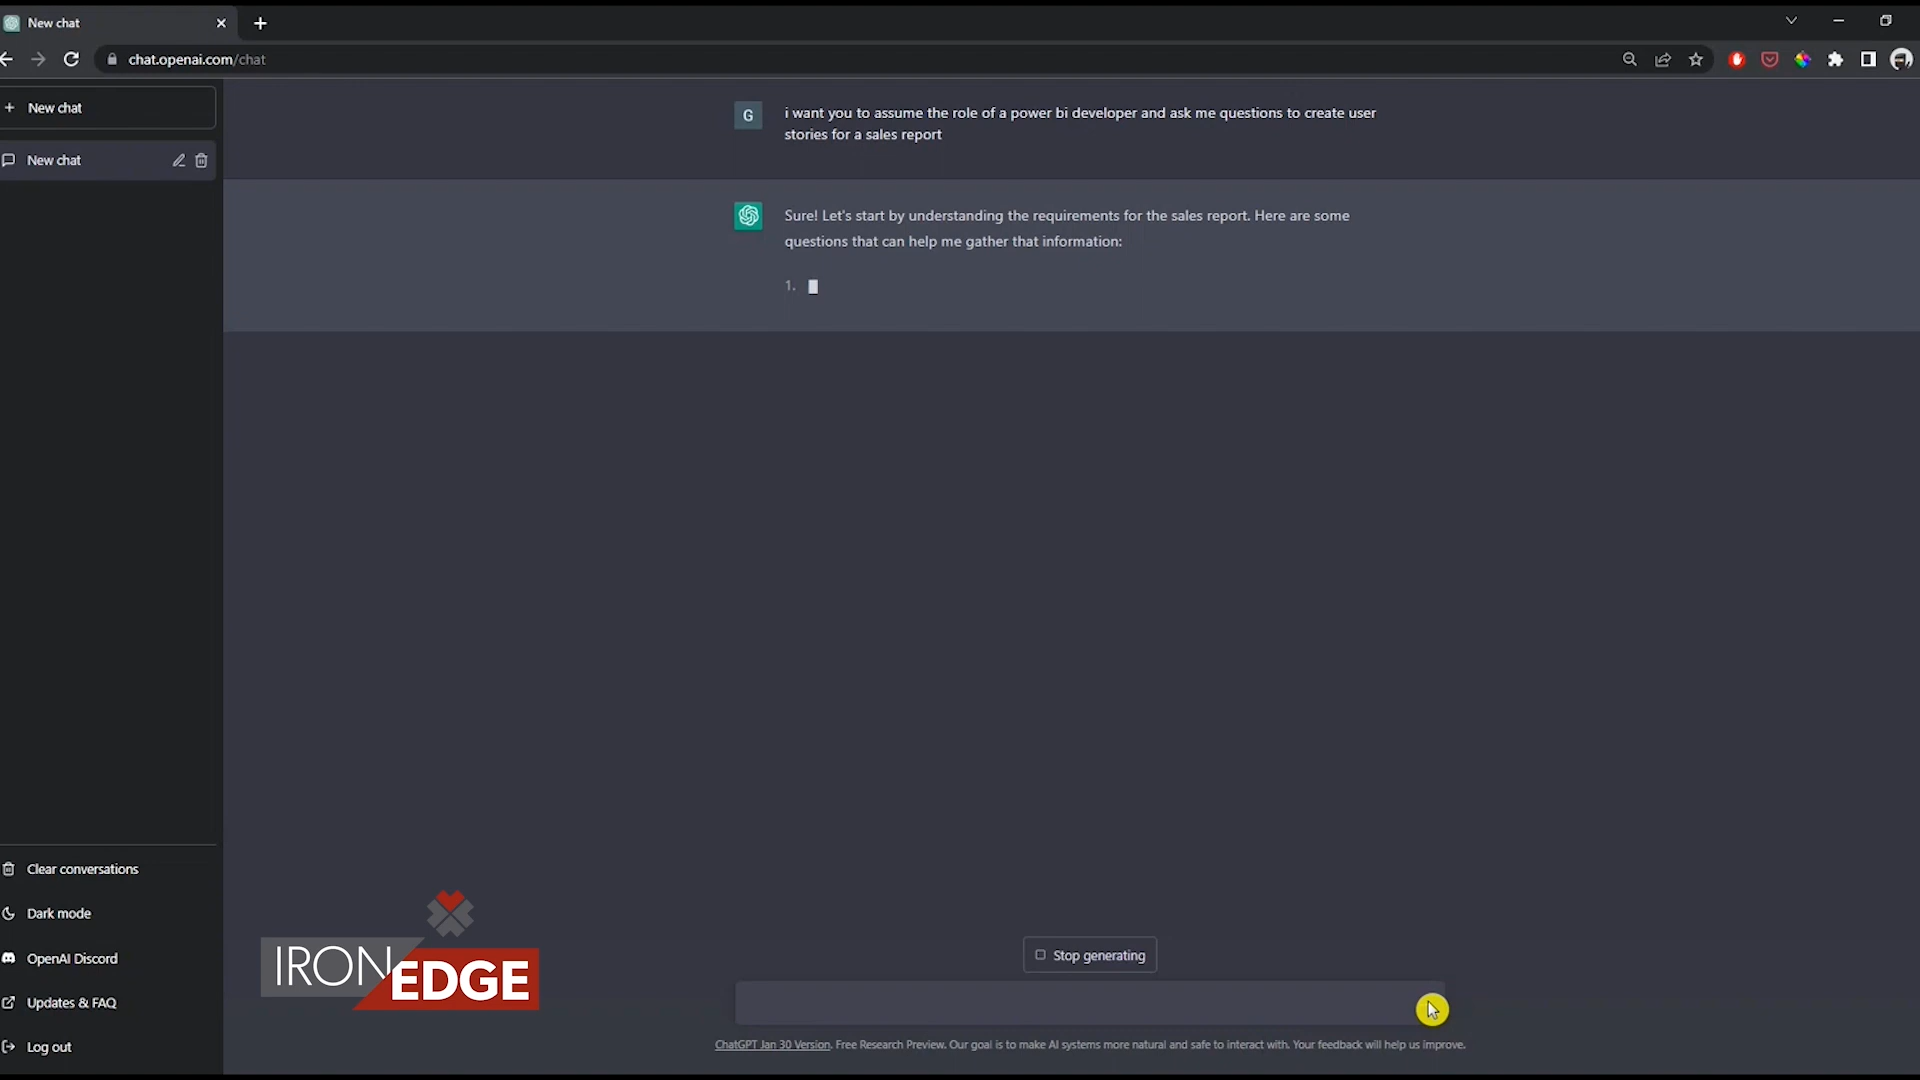 New chat
chat.openai.com/chat
New chat
New chat
G
i want you to assume the role of a power bi developer and ask me questions to create user
stories for a sales report
Sure! Let's start by understanding the requirements for the sales report. Here are some
questions that can help me gather that information:
1.
Clear conversations
Dark mode
OpenAI Discord
Updates & FAQ
Log out
IRON
EDGE
Stop generating
ChatGPT Jan 30 Version. Free Research Preview. Our goal is to make AI systems more natural and safe to interact with. Your feedback will help us improve.